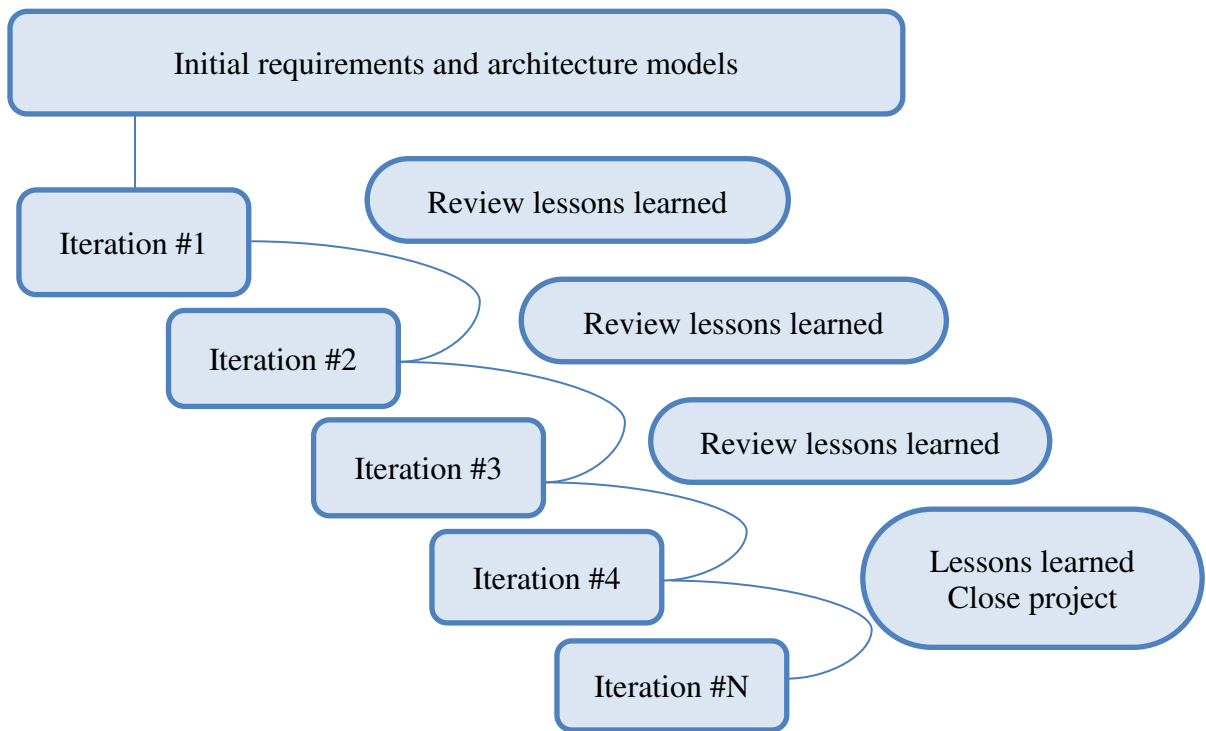 Initial requirements and architecture models
Review lessons learned
Iteration #1
Review lessons learned
Iteration #2
Review lessons learned
Iteration #3
Lessons learned
Close project
Iteration #4
Iteration #N